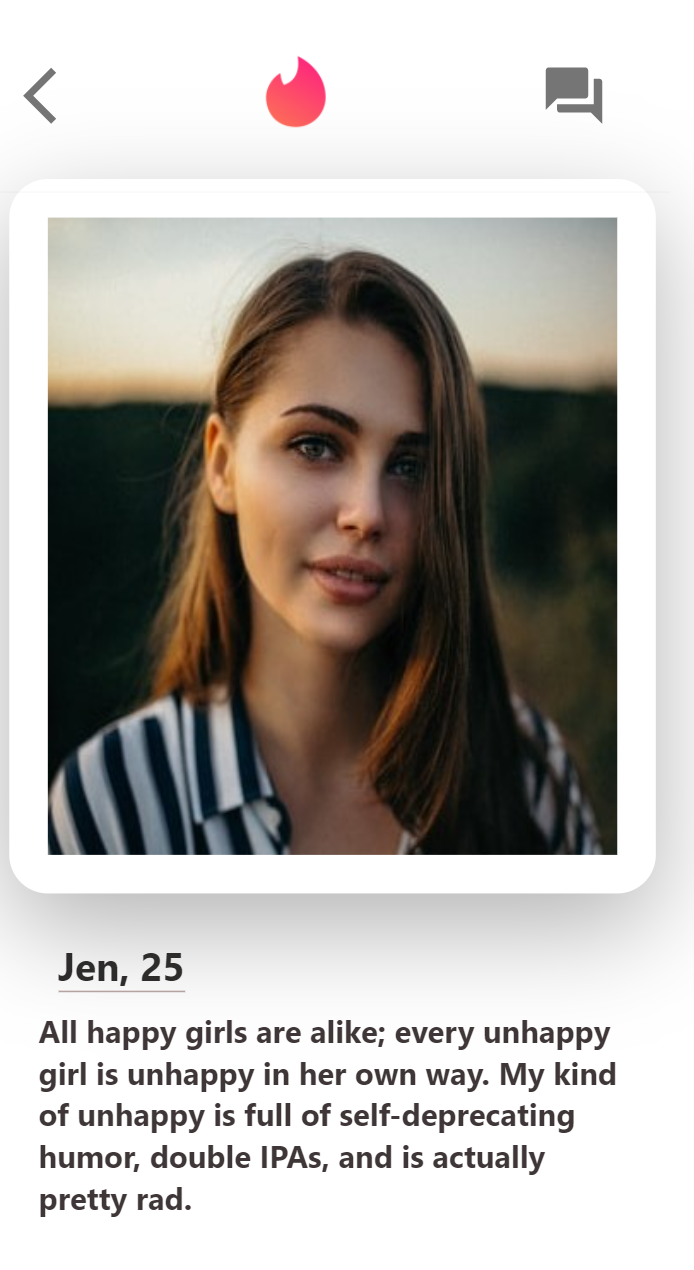 Jen, 25
All happy girls are alike; every unhappy
girl is unhappy in her own way. My kind
of unhappy is full of self-deprecating
humor, double IPAs, and is actually
pretty rad.